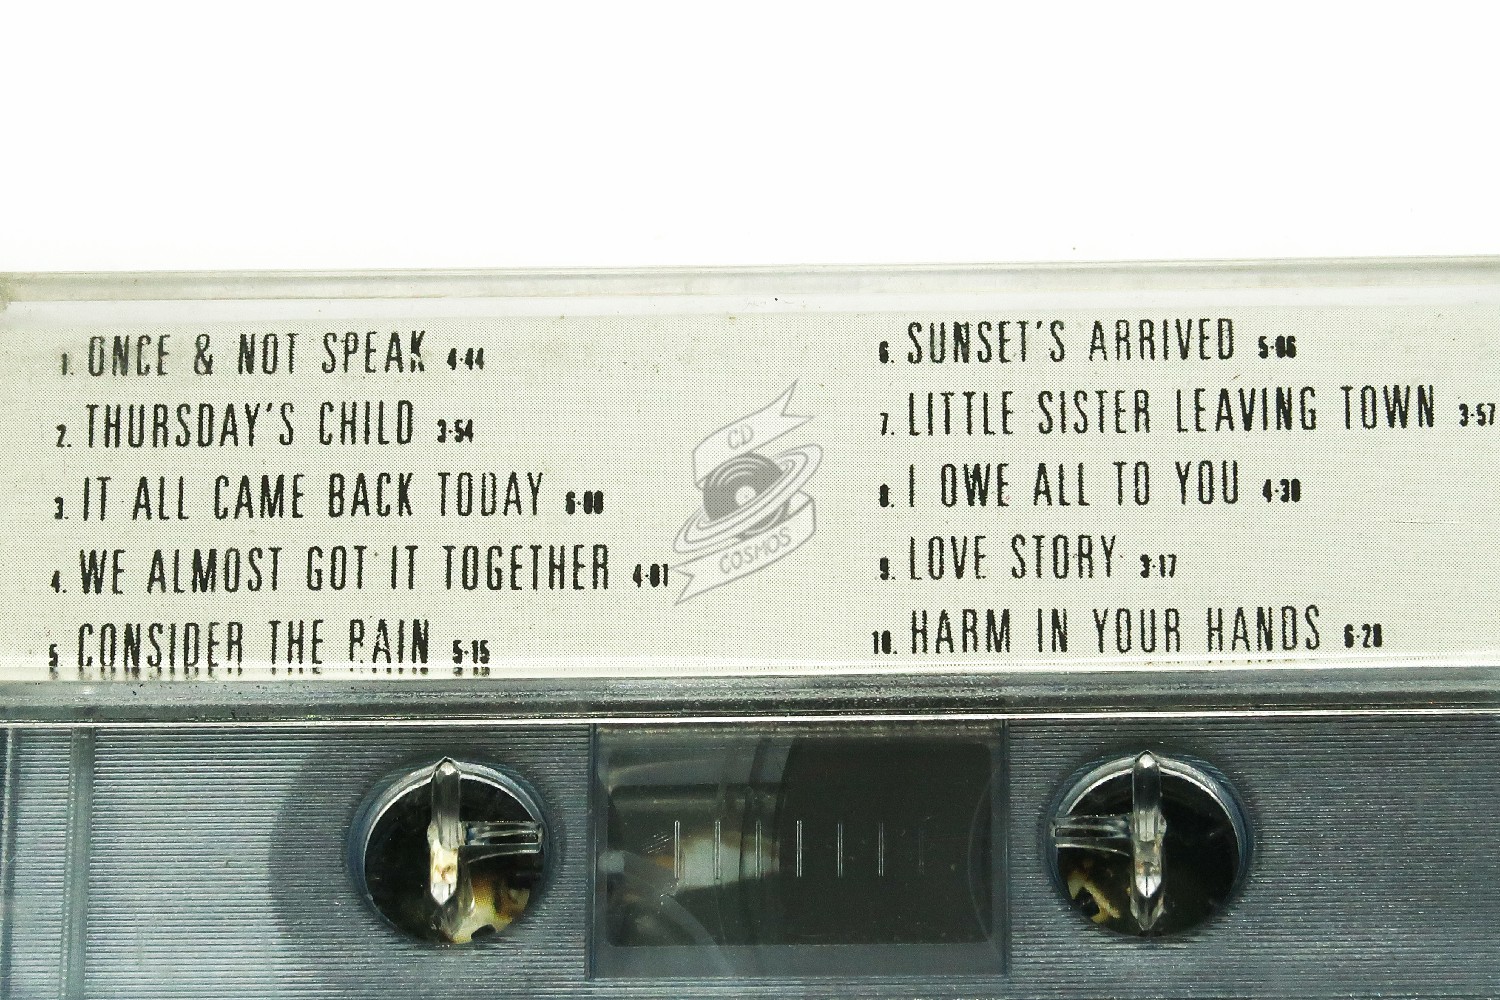 1. ONCE & NOT SPEAK 4·44
2. THURSDAY'S CHILD 3·54
3. IT ALL CAME BACK TODAY 6·00
4. WE ALMOST GOT IT TOGETHER 4·01
5. CONSIDER THE RAIN 5·15
6. SUNSET'S ARRIVED 5·06
7. LITTLE SISTER LEAVING TOWN 3·57
8. I OWE ALL TO YOU 4·30
9. LOVE STORY 3·17
10. HARM IN YOUR HANDS 6·20
CD
COSMOS